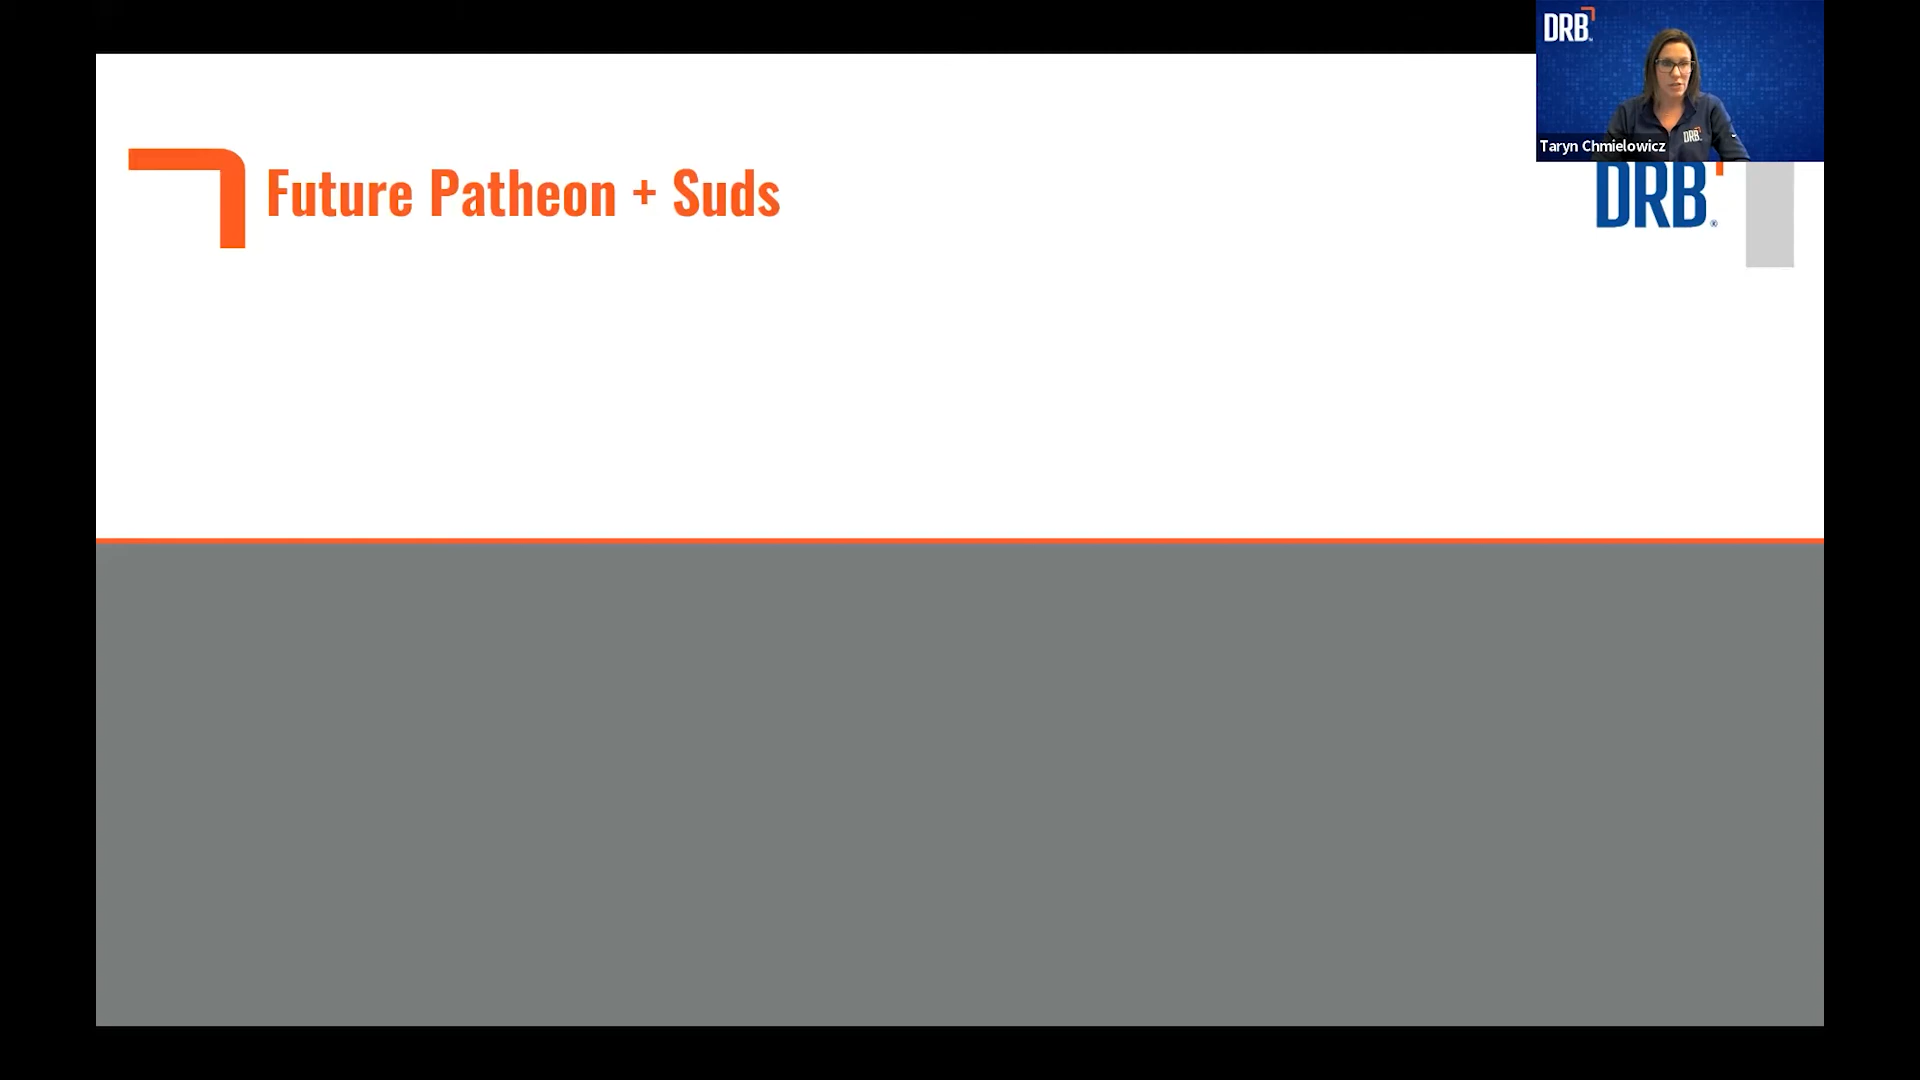 DRB
DRB
Taryn Chmielowicz
Future Patheon + Suds
DRB®